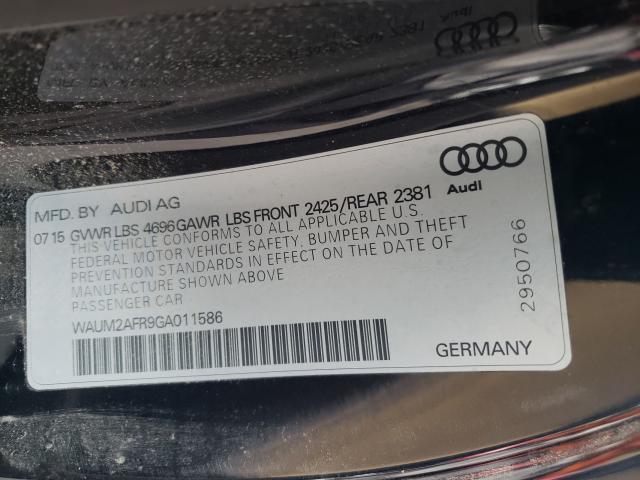 MFD. BY AUDI AG
07 15 GVWR LBS 4696 GAWR LBS FRONT 2425/REAR 2381
THIS VEHICLE CONFORMS TO ALL APPLICABLE U.S.
FEDERAL MOTOR VEHICLE SAFETY, BUMPER AND THEFT
PREVENTION STANDARDS IN EFFECT ON THE DATE OF
MANUFACTURE SHOWN ABOVE
PASSENGER CAR
WAUM2AFR9GA011586
Audi
2950766
GERMANY